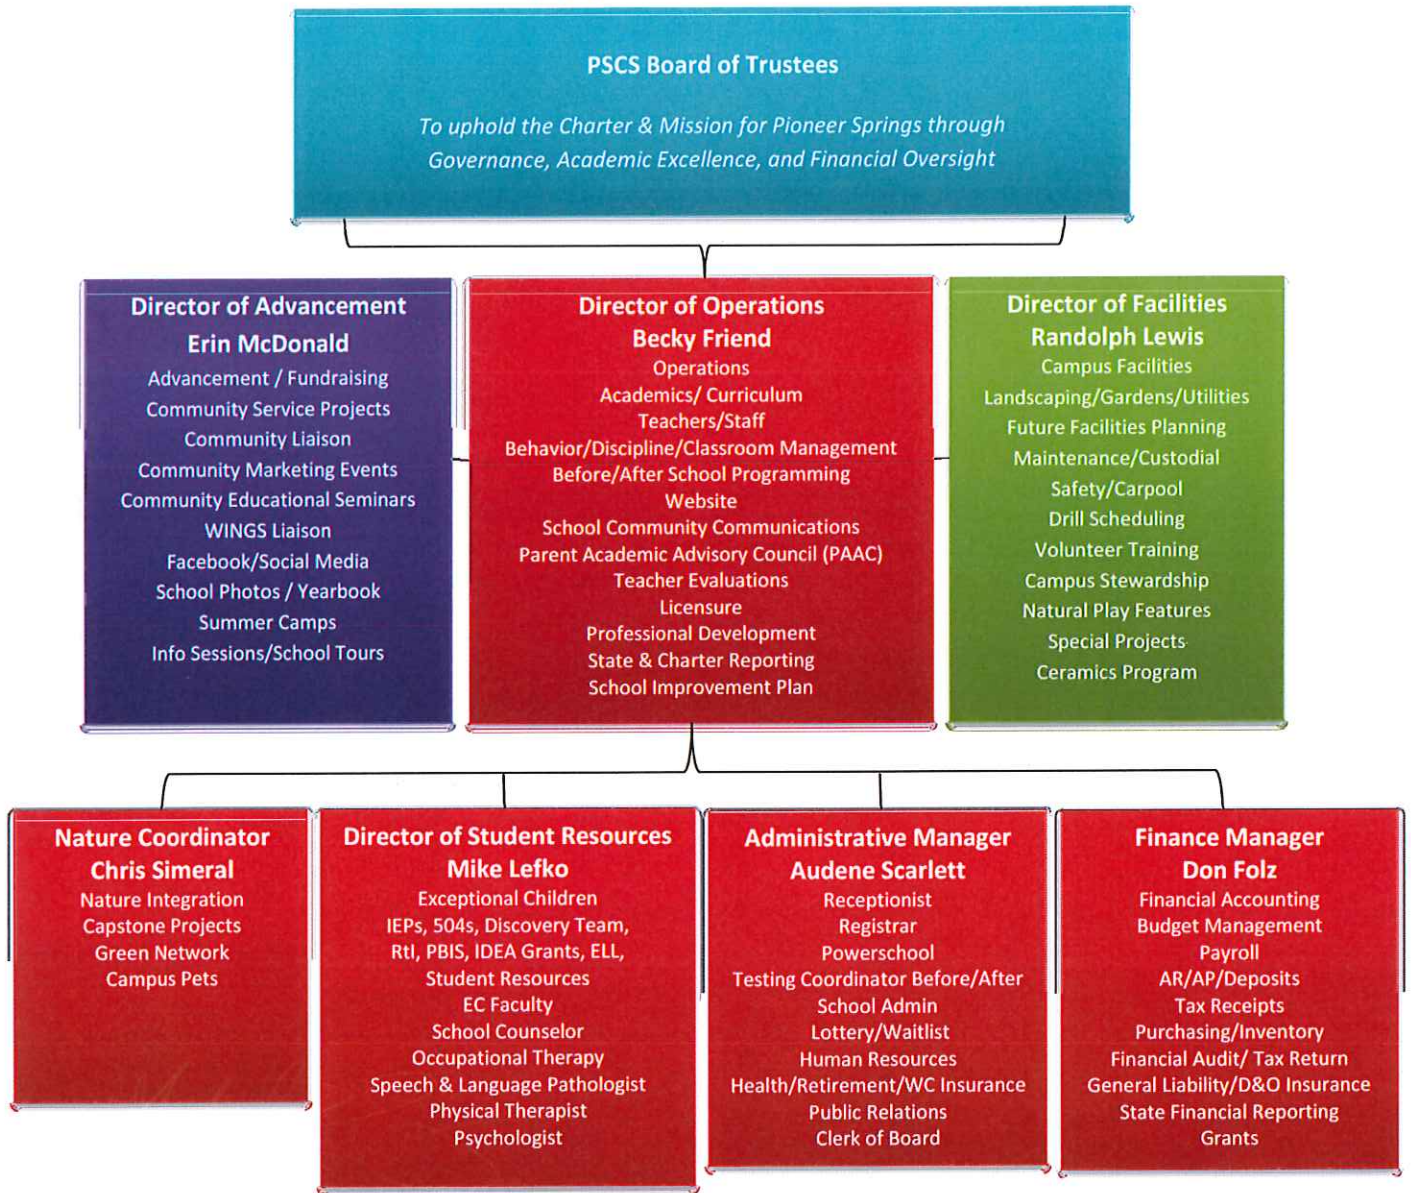 PSCS Board of Trustees
To uphold the Charter & Mission for Pioneer Springs through
Governance, Academic Excellence, and Financial Oversight
Director of Advancement
Erin McDonald
Advancement / Fundraising
Community Service Projects
Community Liaison
Community Marketing Events
Community Educational Seminars
WINGS Liaison
Facebook/Social Media
School Photos / Yearbook
Summer Camps
Info Sessions/School Tours
Director of Operations
Becky Friend
Operations
Academics/ Curriculum
Teachers/Staff
Behavior/Discipline/Classroom Management
Before/After School Programming
Website
School Community Communications
Parent Academic Advisory Council (PAAC)
Teacher Evaluations
Licensure
Professional Development
State & Charter Reporting
School Improvement Plan
Director of Facilities
Randolph Lewis
Campus Facilities
Landscaping/Gardens/Utilities
Future Facilities Planning
Maintenance/Custodial
Safety/Carpool
Drill Scheduling
Volunteer Training
Campus Stewardship
Natural Play Features
Special Projects
Ceramics Program
Nature Coordinator
Chris Simeral
Nature Integration
Capstone Projects
Green Network
Campus Pets
Director of Student Resources
Mike Lefko
Exceptional Children
IEPs, 504s, Discovery Team,
RtI, PBIS, IDEA Grants, ELL,
Student Resources
EC Faculty
School Counselor
Occupational Therapy
Speech & Language Pathologist
Physical Therapist
Psychologist
Administrative Manager
Audene Scarlett
Receptionist
Registrar
Powerschool
Testing Coordinator Before/After
School Admin
Lottery/Waitlist
Human Resources
Health/Retirement/WC Insurance
Public Relations
Clerk of Board
Finance Manager
Don Folz
Financial Accounting
Budget Management
Payroll
AR/AP/Deposits
Tax Receipts
Purchasing/Inventory
Financial Audit/ Tax Return
General Liability/D&O Insurance
State Financial Reporting
Grants